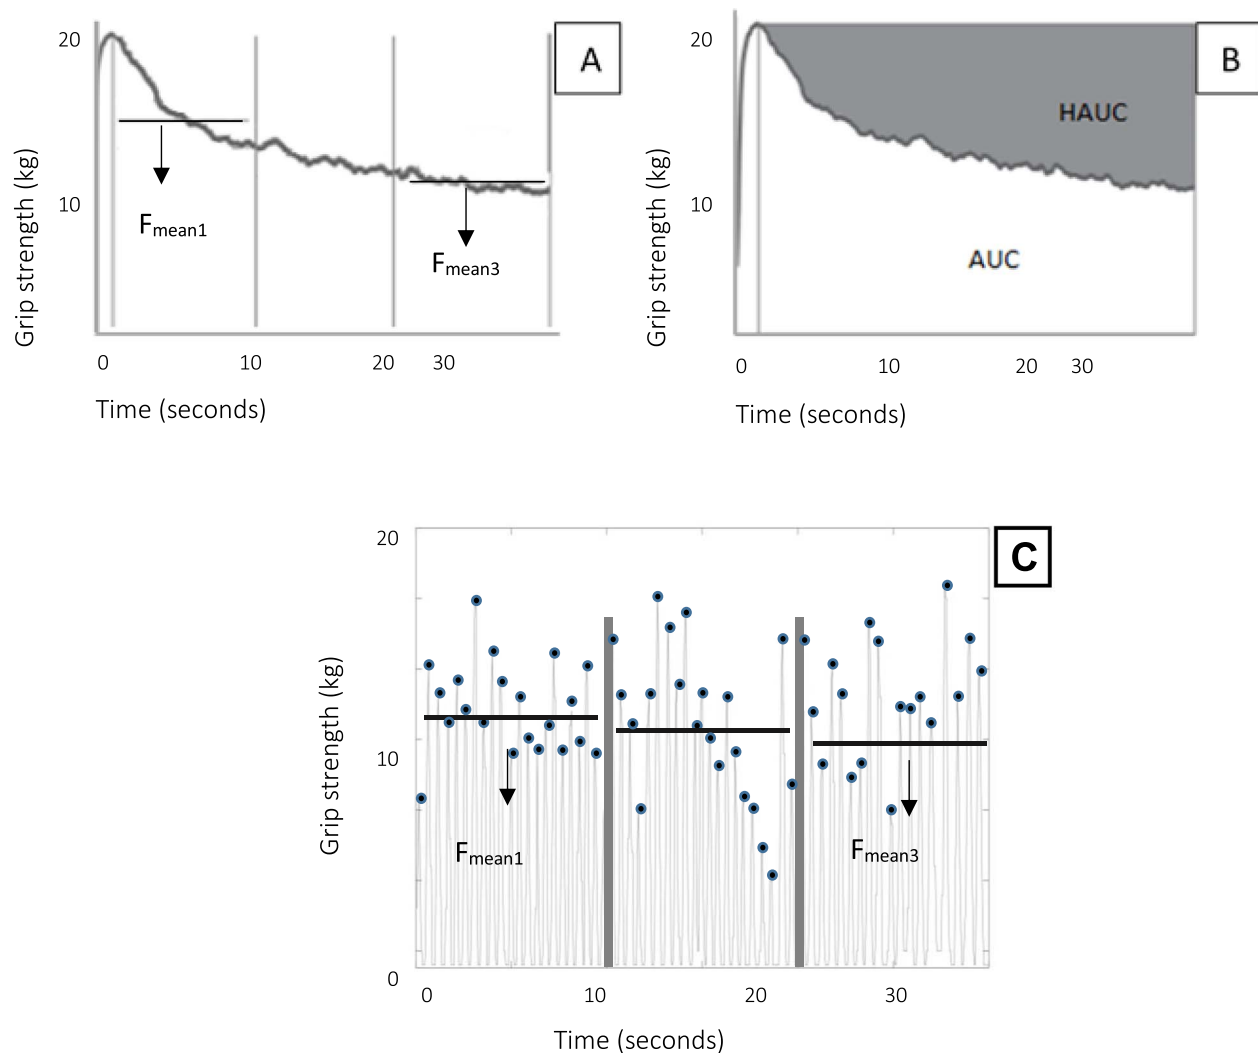 A
20
10
Grip strength (kg)
Fmean1
Fmean3
0 10 20 30
Time (seconds)
B
20
10
Grip strength (kg)
HAUC
AUC
0 10 20 30
Time (seconds)
C
20
10
0
Grip strength (kg)
Fmean1
Fmean3
0 10 20 30
Time (seconds)